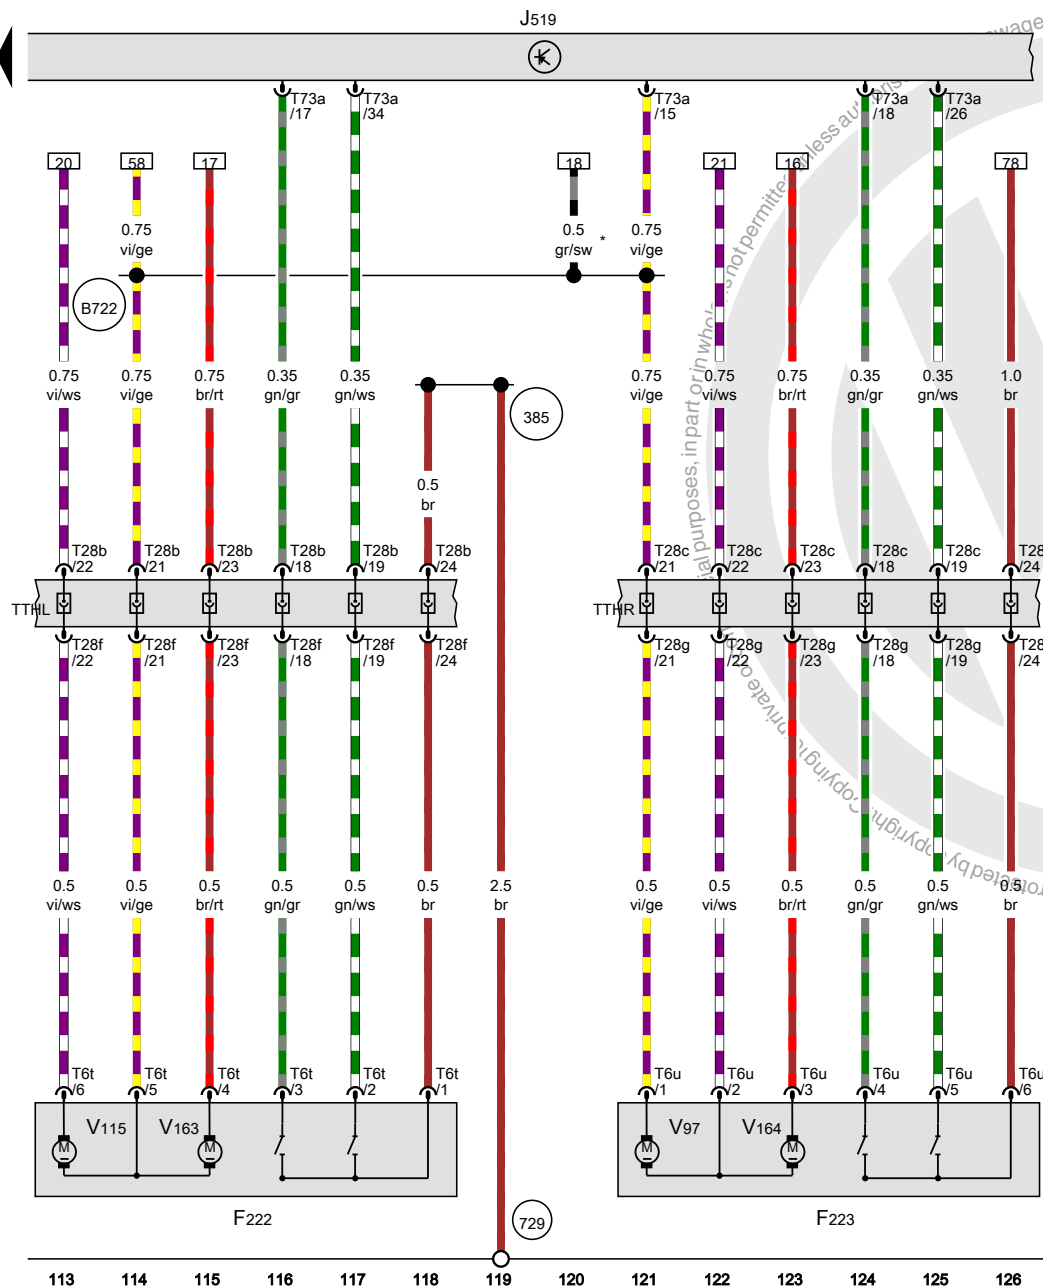 J519
T73a
/17
T73a
/34
T73a
/15
T73a
/18
T73a
/26
20
58
17
18
21
16
78
0.75
vi/ge
0.5
gr/sw
*
0.75
vi/ge
B722
0.75
vi/ws
0.75
vi/ge
0.75
br/rt
0.35
gn/gr
0.35
gn/ws
0.75
vi/ge
0.75
vi/ws
0.75
br/rt
0.35
gn/gr
0.35
gn/ws
1.0
br
385
0.5
br
T28b
/22
T28b
/21
T28b
/23
T28b
/18
T28b
/19
T28b
/24
T28c
/21
T28c
/22
T28c
/23
T28c
/18
T28c
/19
T28
/24
TTHL
TTHR
T28f
/22
T28f
/21
T28f
/23
T28f
/18
T28f
/19
T28f
/24
T28g
/21
T28g
/22
T28g
/23
T28g
/18
T28g
/19
T28
/24
0.5
vi/ws
0.5
vi/ge
0.5
br/rt
0.5
gn/gr
0.5
gn/ws
0.5
br
2.5
br
0.5
vi/ge
0.5
vi/ws
0.5
br/rt
0.5
gn/gr
0.5
gn/ws
0.5
br
T6t
/6
T6t
/5
T6t
/4
T6t
/3
T6t
/2
T6t
/1
T6u
/1
T6u
/2
T6u
/3
T6u
/4
T6u
/5
T6u
/6
V115
V163
V97
V164
M
M
M
M
F222
729
F223
113
114
115
116
117
118
119
120
121
122
123
124
125
126